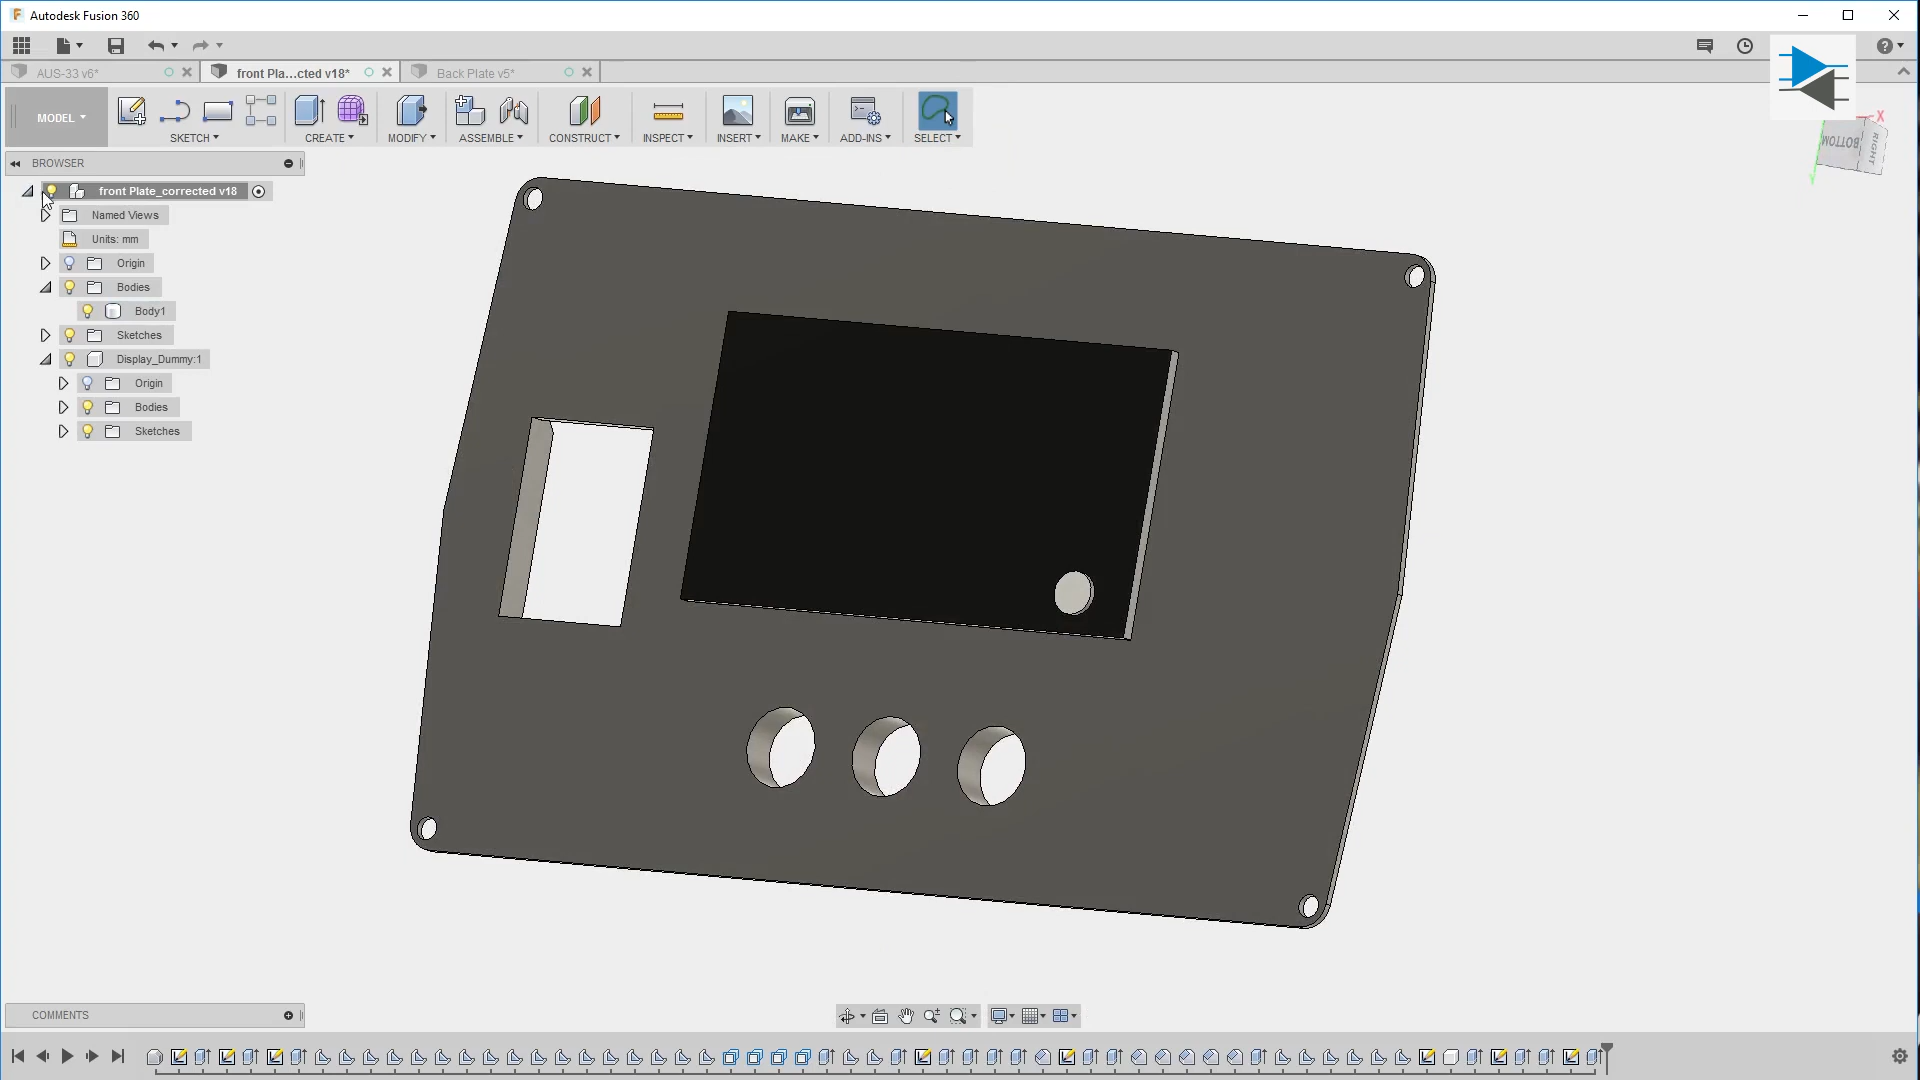 Autodesk Fusion 360
AUS-33 v6*
front Pla...cted v18*
Back Plate v5*
MODEL
SKETCH
CREATE
MODIFY
ASSEMBLE
CONSTRUCT
INSPECT
INSERT
MAKE
ADD-INS
SELECT
X
BOTTOM
RIGHT
Y
BROWSER
front Plate_corrected v18
Named Views
Units: mm
Origin
Bodies
Body1
Sketches
Display_Dummy:1
Origin
Bodies
Sketches
COMMENTS